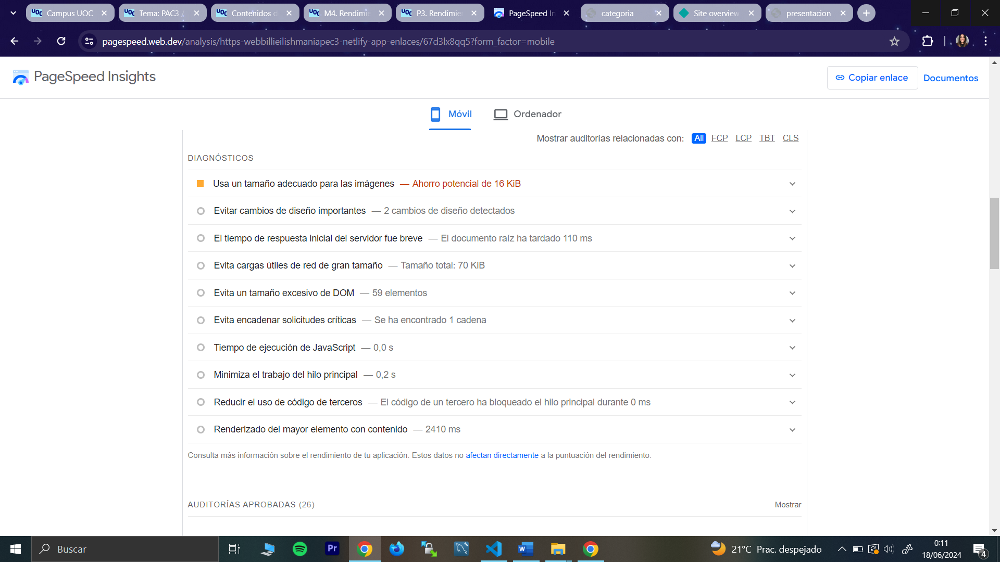 Campus UOC
Tema: PAC3 /
Contenidos d
M4. Rendimi
P3. Rendimie
PageSpeed In
categoria
Site overview
presentacion
pagespeed.web.dev/analysis/https-webbillieilishmaniapec3-netlify-app-enlaces/67d3lx8qq5?form_factor=mobile
PageSpeed Insights
Copiar enlace
Documentos
Móvil
Ordenador
Mostrar auditorías relacionadas con: All FCP LCP TBT CLS
DIAGNÓSTICOS
Usa un tamaño adecuado para las imágenes — Ahorro potencial de 16 KiB
Evitar cambios de diseño importantes — 2 cambios de diseño detectados
El tiempo de respuesta inicial del servidor fue breve — El documento raíz ha tardado 110 ms
Evita cargas útiles de red de gran tamaño — Tamaño total: 70 KiB
Evita un tamaño excesivo de DOM — 59 elementos
Evita encadenar solicitudes críticas — Se ha encontrado 1 cadena
Tiempo de ejecución de JavaScript — 0,0 s
Minimiza el trabajo del hilo principal — 0,2 s
Reducir el uso de código de terceros — El código de un tercero ha bloqueado el hilo principal durante 0 ms
Renderizado del mayor elemento con contenido — 2410 ms
Consulta más información sobre el rendimiento de tu aplicación. Estos datos no afectan directamente a la puntuación del rendimiento.
AUDITORÍAS APROBADAS (26)
Mostrar
Buscar
Pr
21°C Prac. despejado
0:11
18/06/2024
4